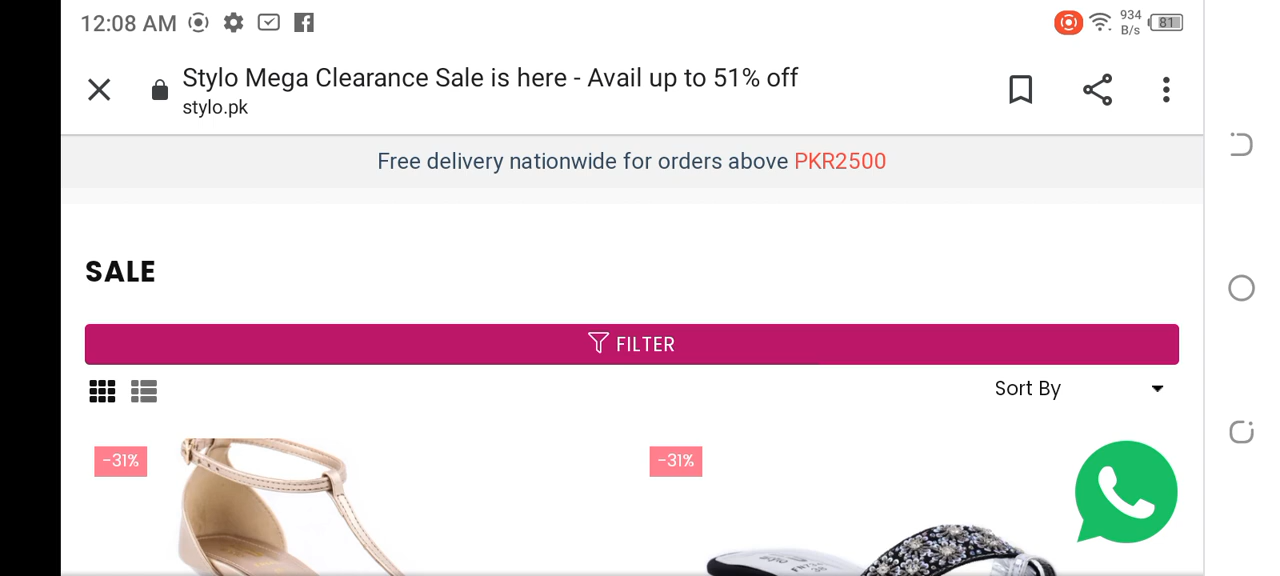 12:08 AM
934
B/s
81
Stylo Mega Clearance Sale is here - Avail up to 51% off
stylo.pk
Free delivery nationwide for orders above PKR2500
SALE
FILTER
Sort By
-31%
-31%
38